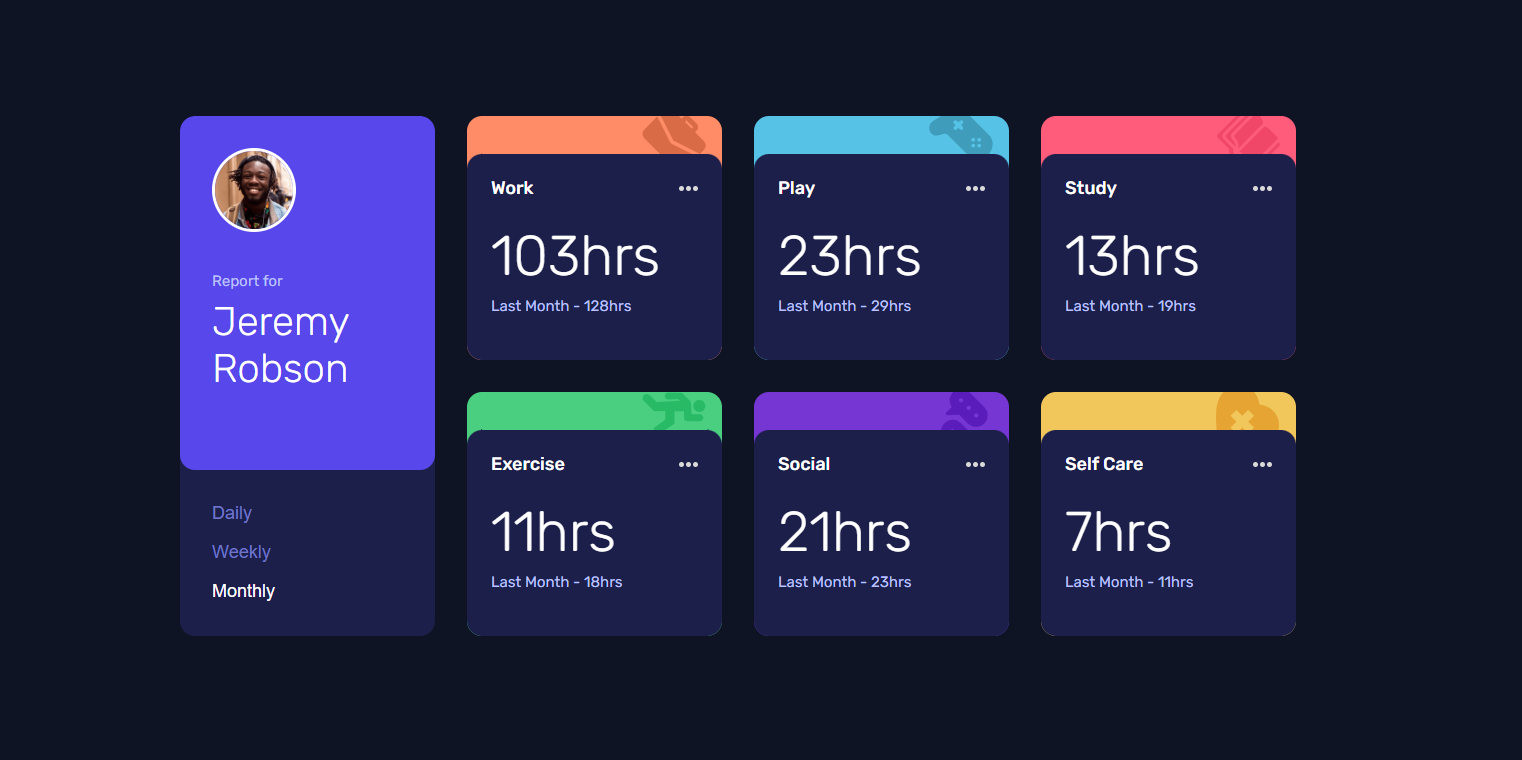 Report for
Jeremy
Robson
Daily
Weekly
Monthly
Work
103hrs
Last Month - 128hrs
Play
23hrs
Last Month - 29hrs
Study
13hrs
Last Month - 19hrs
Exercise
11hrs
Last Month - 18hrs
Social
21hrs
Last Month - 23hrs
Self Care
7hrs
Last Month - 11hrs